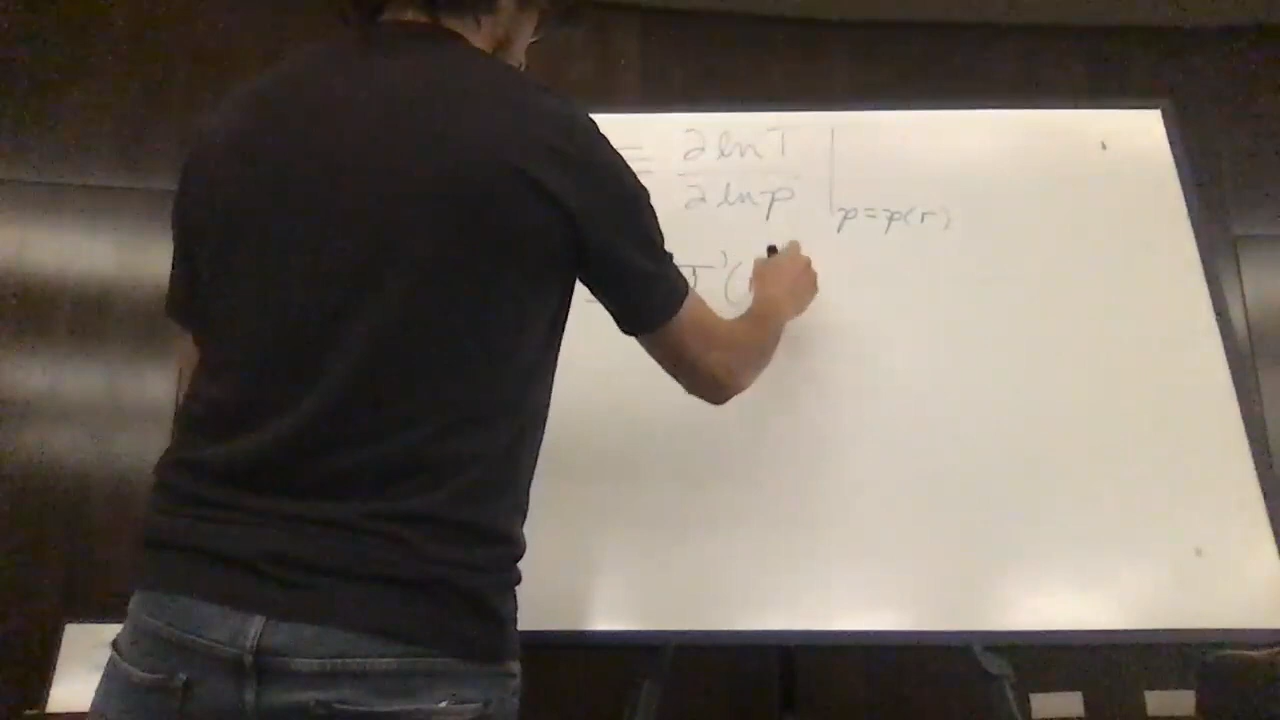 ≡ ∂ ln T / ∂ ln p |p = p(r)
T'(